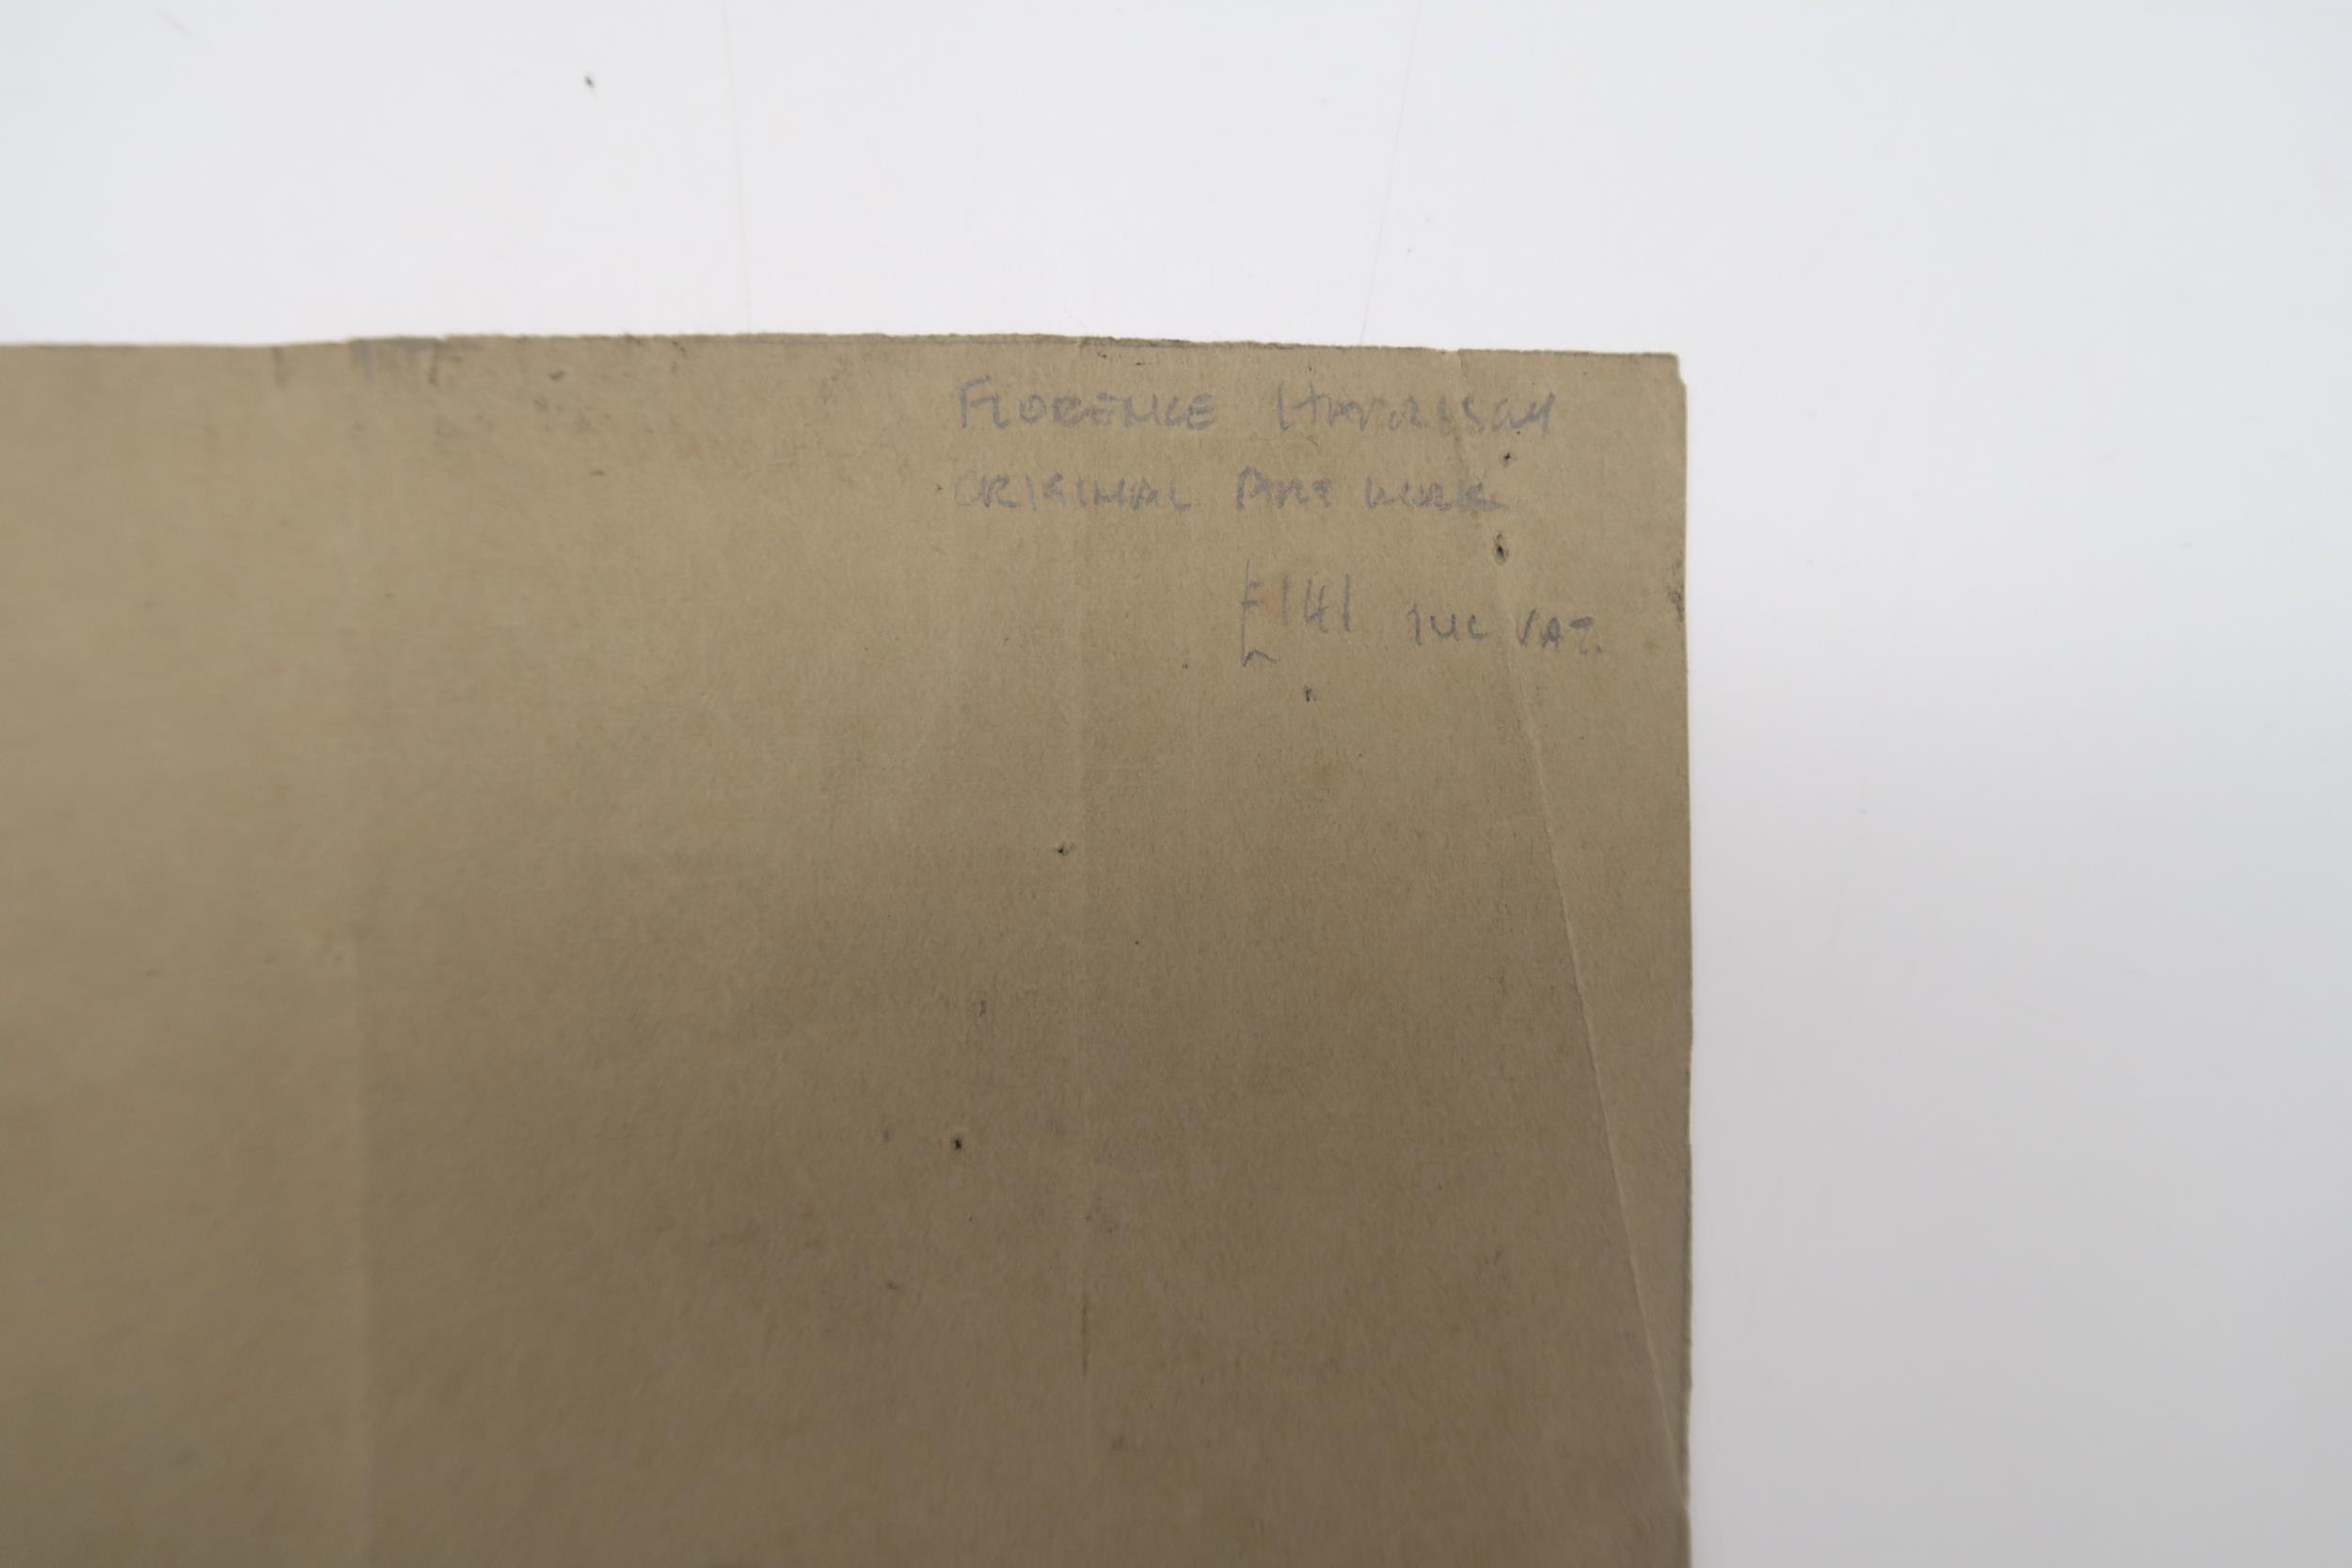 FLORENCE HARRISON
ORIGINAL ART WORK
£141 INC VAT.